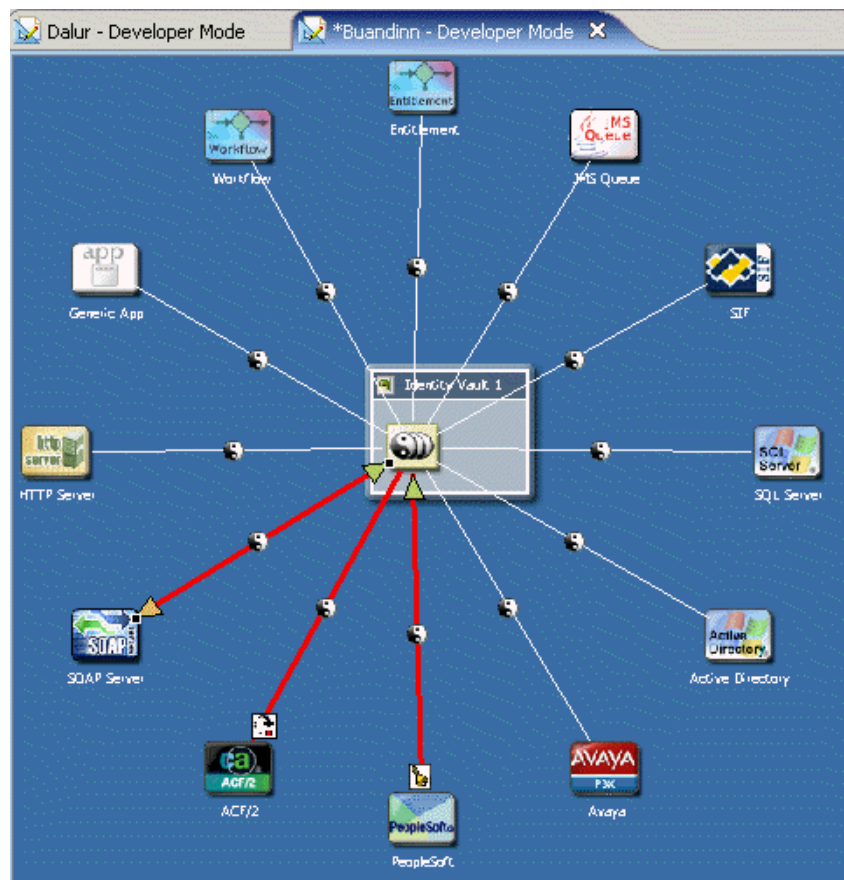 Dalur - Developer Mode
*Buandinn - Developer Mode
Entitlement
Entitlement
Workflow
Workflow
JMS Queue
JMS Queue
app
Generic App
SIF
SIF
Identity Vault 1
http server
HTTP Server
SQL Server
SQL Server
SOAP
SOAP Server
Active Directory
Active Directory
ca
ACF/2
ACF/2
PeopleSoft
PeopleSoft
AVAYA
PBX
Avaya